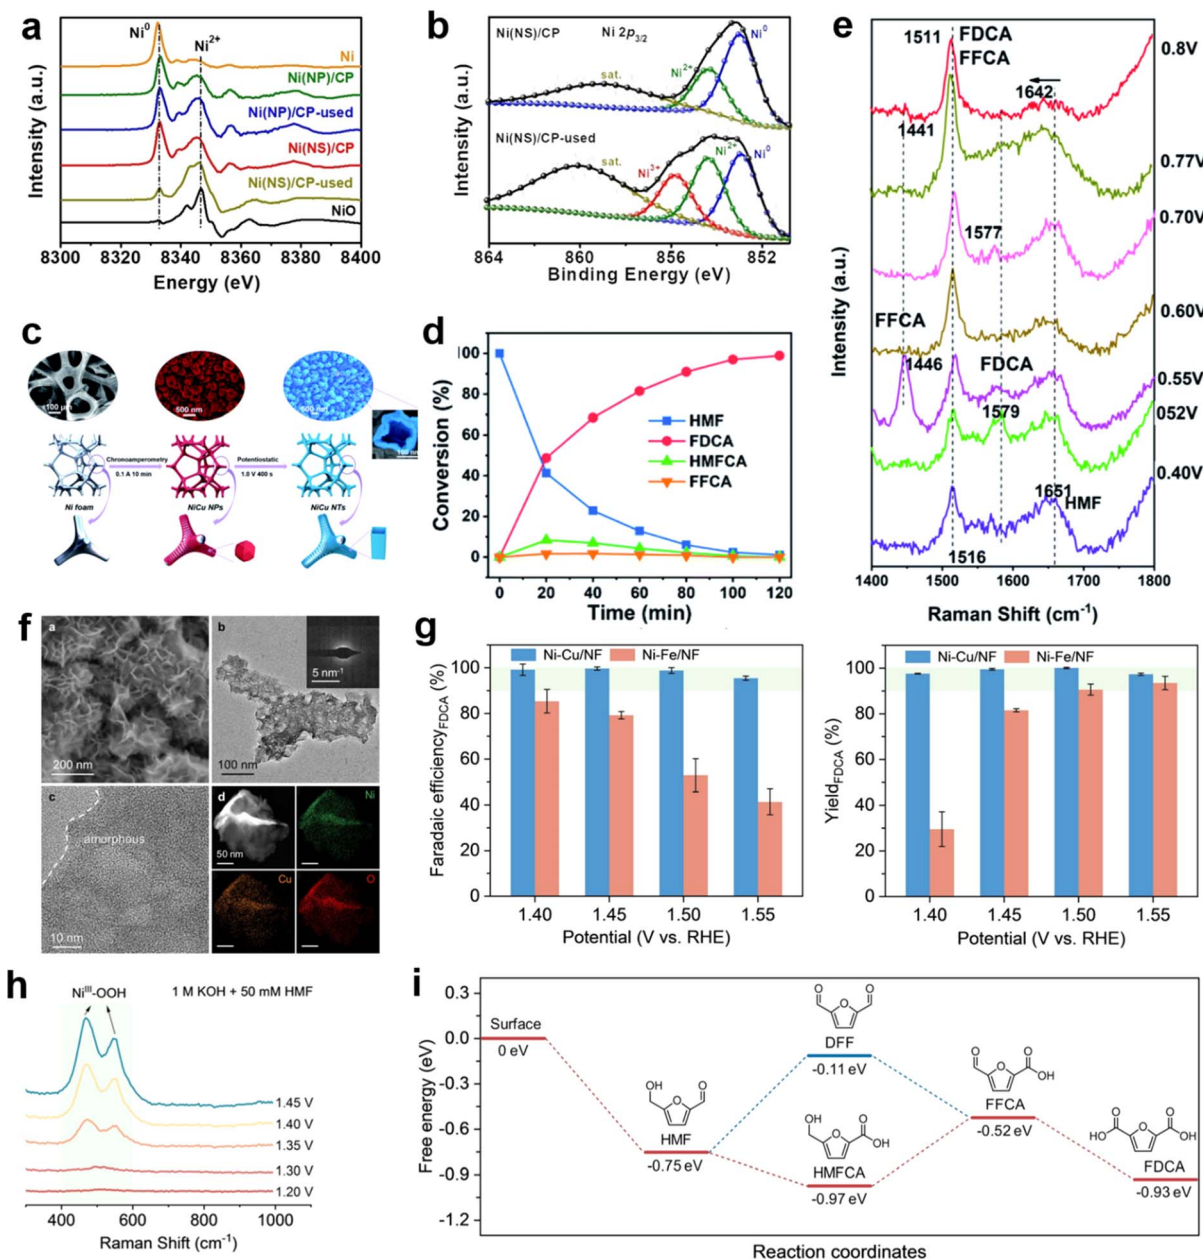 a
Ni⁰
Ni²⁺
Ni
Ni(NP)/CP
Ni(NP)/CP-used
Ni(NS)/CP
Ni(NS)/CP-used
NiO
Intensity (a.u.)
8300 8320 8340 8360 8380 8400
Energy (eV)
b
Ni(NS)/CP Ni 2p₃/₂
Ni⁰
Ni²⁺
sat.
Ni(NS)/CP-used
sat.
Ni³⁺
Ni²⁺
Ni⁰
Intensity (a.u.)
864 860 856 852
Binding Energy (eV)
c
100 μm
500 nm
Chronoamperometry
0.1 A 10 min
Potentiostatic
1.0 V 400 s
Ni foam
NiCu NPs
NiCu NTs
d
Conversion (%)
100
80
60
40
20
0
HMF
FDCA
HMFCA
FFCA
0 20 40 60 80 100 120
Time (min)
e
1511
FDCA
FFCA
0.8V
1642
1441
0.77V
0.70V
1577
0.60V
FFCA
1446
FDCA
0.55V
1579
052V
0.40V
1651
HMF
1516
Intensity (a.u.)
1400 1500 1600 1700 1800
Raman Shift (cm⁻¹)
f
a
200 nm
b
5 nm⁻¹
100 nm
c
amorphous
10 nm
d
50 nm
Ni
Cu
O
g
Ni-Cu/NF Ni-Fe/NF
Faradaic efficiency_FDCA (%)
100
80
60
40
20
0
1.40 1.45 1.50 1.55
Potential (V vs. RHE)
Ni-Cu/NF Ni-Fe/NF
Yield_FDCA (%)
100
80
60
40
20
0
1.40 1.45 1.50 1.55
Potential (V vs. RHE)
h
Niᴵᴵᴵ-OOH
1 M KOH + 50 mM HMF
1.45 V
1.40 V
1.35 V
1.30 V
1.20 V
400 600 800 1000
Raman Shift (cm⁻¹)
i
Free energy (eV)
0.3
0.0
-0.3
-0.6
-0.9
-1.2
Surface
0 eV
OH
O
O
HMF
-0.75 eV
O
O
O
DFF
-0.11 eV
OH
O
O
OH
HMFCA
-0.97 eV
O
O
O
OH
FFCA
-0.52 eV
O
O
O
HO
OH
FDCA
-0.93 eV
Reaction coordinates